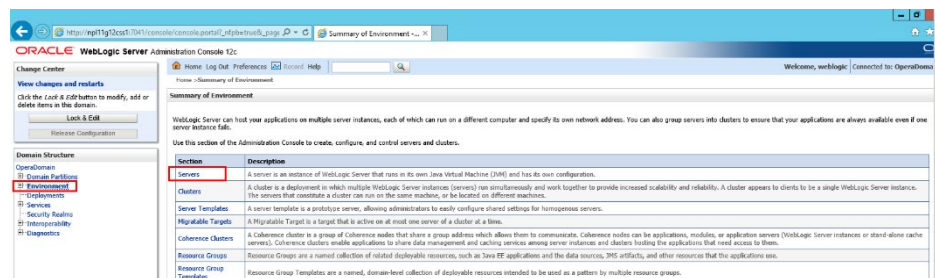 http://npl11g12css1:7041/console/console.portal?_nfpb=true&_page
Summary of Environment -...
ORACLE WebLogic Server Administration Console 12c
Change Center
View changes and restarts
Click the Lock & Edit button to modify, add or
delete items in this domain.
Lock & Edit
Release Configuration
Domain Structure
OperaDomain
Domain Partitions
Environment
Deployments
Services
Security Realms
Interoperability
Diagnostics
Home Log Out Preferences Record Help
Welcome, weblogic Connected to: OperaDoma
Home >Summary of Environment
Summary of Environment
WebLogic Server can host your applications on multiple server instances, each of which can run on a different computer and specify its own network address. You can also group servers into clusters to ensure that your applications are always available even if one
server instance fails.
Use this section of the Administration Console to create, configure, and control servers and clusters.
Section Description
Servers A server is an instance of WebLogic Server that runs in its own Java Virtual Machine (JVM) and has its own configuration.
Clusters A cluster is a deployment in which multiple WebLogic Server instances (servers) run simultaneously and work together to provide increased scalability and reliability. A cluster appears to clients to be a single WebLogic Server instance.
The servers that constitute a cluster can run on the same machine, or be located on different machines.
Server Templates A server template is a prototype server, allowing administrators to easily configure shared settings for homogenous servers.
Migratable Targets A Migratable Target is a target that is active on at most one server of a cluster at a time.
Coherence Clusters A Coherence cluster is a group of Coherence nodes that share a group address which allows them to communicate. Coherence nodes can be applications, modules, or application servers (WebLogic Server instances or stand-alone cache
servers). Coherence clusters enable applications to share data management and caching services among server instances and clusters hosting the applications that need access to them.
Resource Groups Resource Groups are a named collection of related deployable resources, such as Java EE applications and the data sources, JMS artifacts, and other resources that the applications use.
Resource Group
Templates Resource Group Templates are a named, domain-level collection of deployable resources intended to be used as a pattern by multiple resource groups.